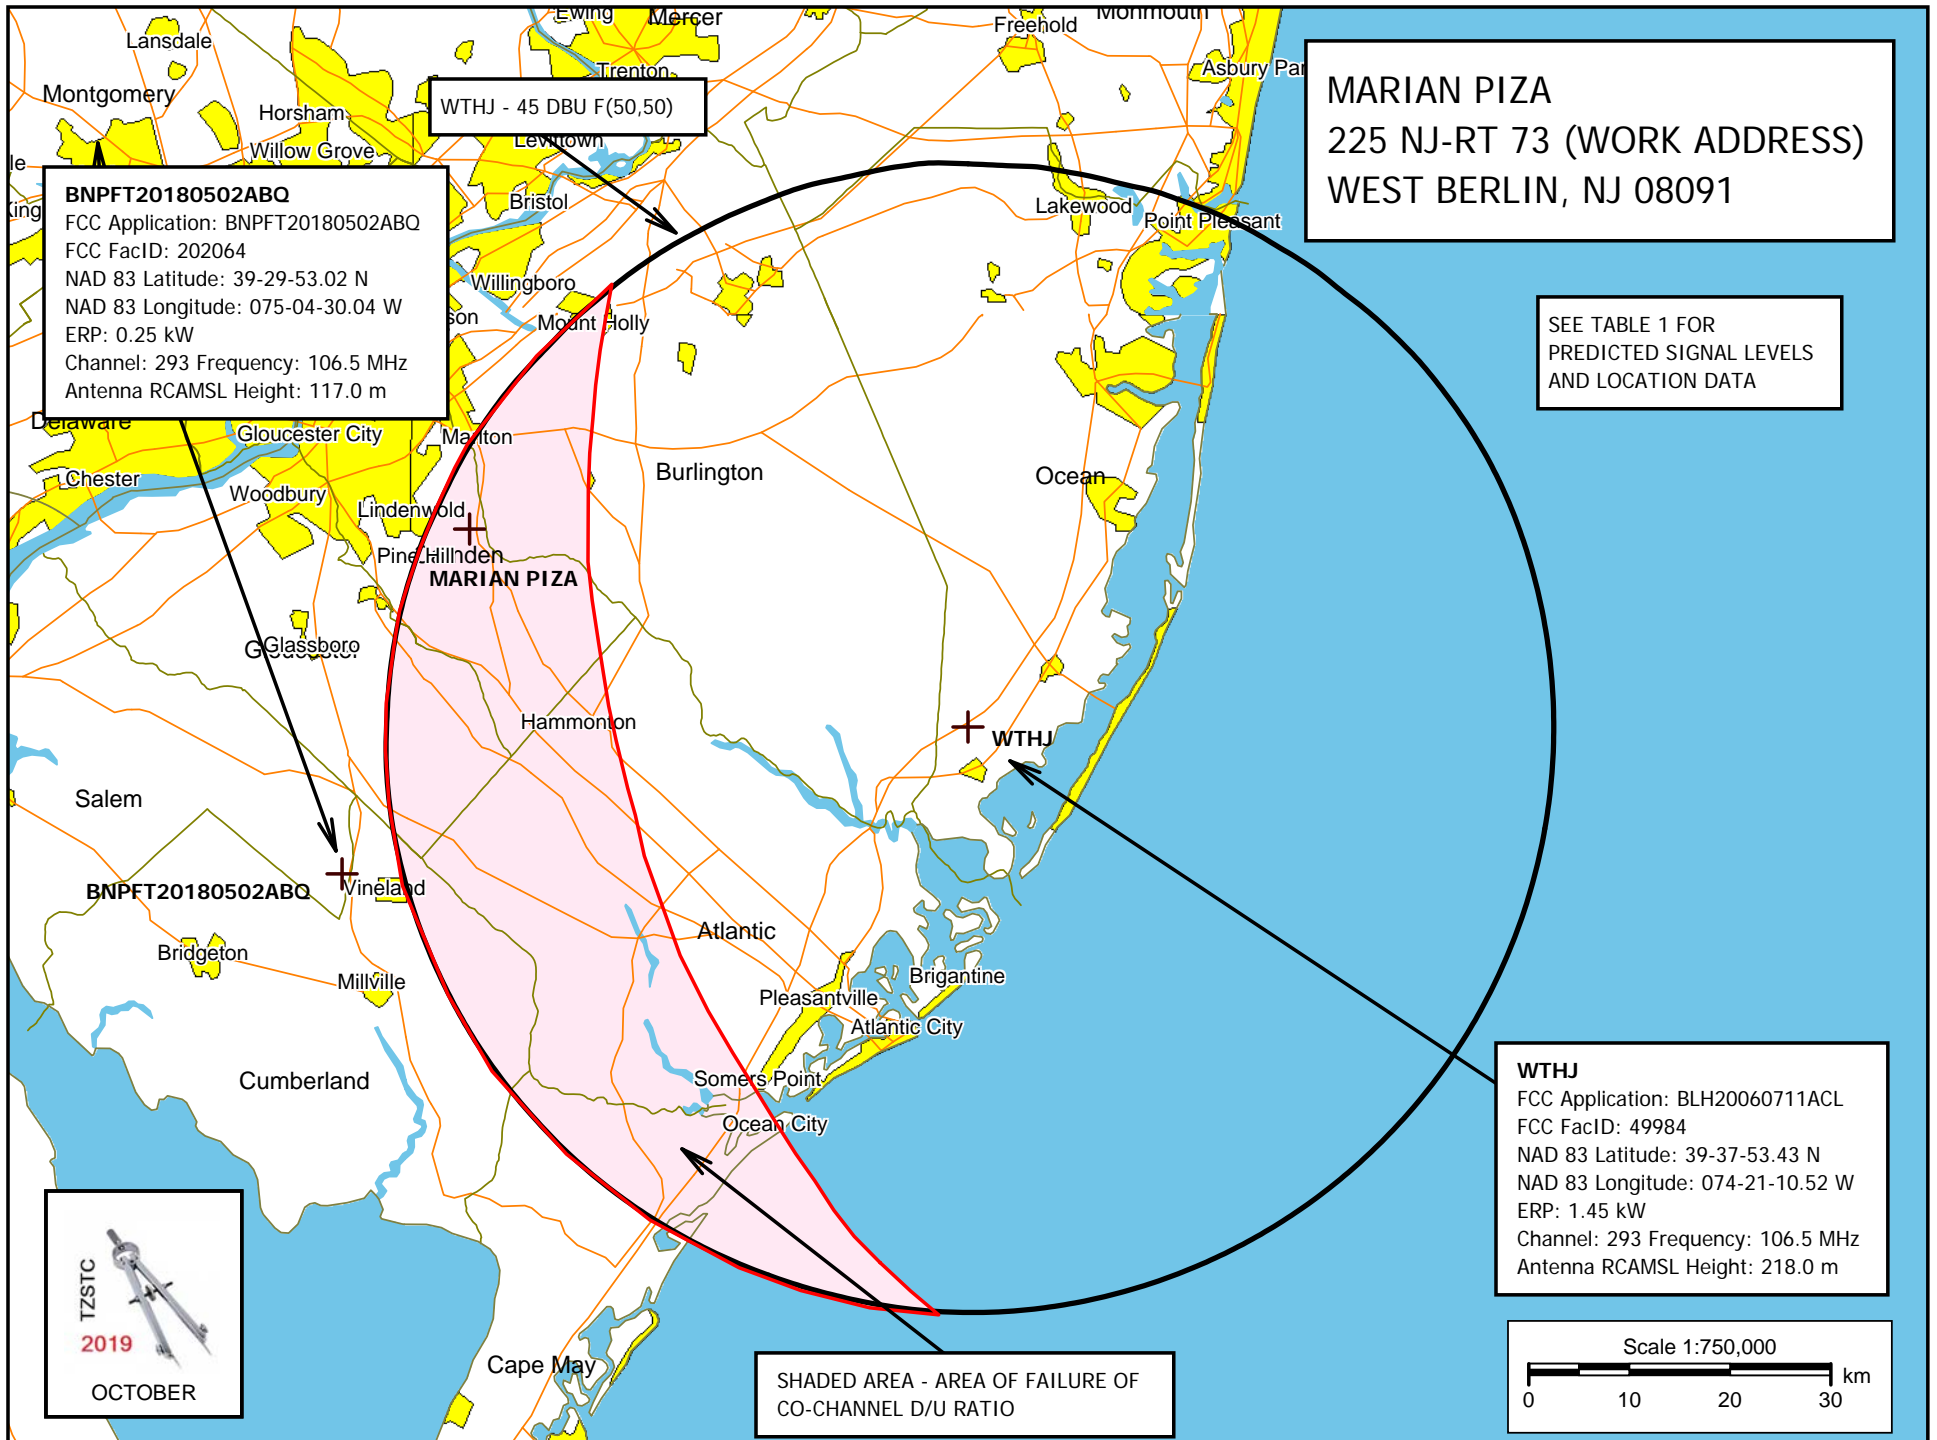 Ewing
Mercer
Monmouth
Freehold
Lansdale
Trenton
Asbury Par
Montgomery
Horsham
Levittown
Willow Grove
le
King
Bristol
Lakewood
Point Pleasant
WTHJ - 45 DBU F(50,50)
MARIAN PIZA
225 NJ-RT 73 (WORK ADDRESS)
WEST BERLIN, NJ 08091
BNPFT20180502ABQ
FCC Application: BNPFT20180502ABQ
FCC FacID: 202064
NAD 83 Latitude: 39-29-53.02 N
NAD 83 Longitude: 075-04-30.04 W
ERP: 0.25 kW
Channel: 293 Frequency: 106.5 MHz
Antenna RCAMSL Height: 117.0 m
SEE TABLE 1 FOR
PREDICTED SIGNAL LEVELS
AND LOCATION DATA
Willingboro
son
Mount Holly
Delaware
Gloucester City
Marlton
Chester
Woodbury
Burlington
Ocean
Lindenwold
Pine Hill
nden
MARIAN PIZA
Glassboro
Hammonton
WTHJ
Salem
BNPFT20180502ABQ
Vineland
Atlantic
Bridgeton
Millville
Brigantine
Pleasantville
Atlantic City
Cumberland
Somers Point
Ocean City
Cape May
WTHJ
FCC Application: BLH20060711ACL
FCC FacID: 49984
NAD 83 Latitude: 39-37-53.43 N
NAD 83 Longitude: 074-21-10.52 W
ERP: 1.45 kW
Channel: 293 Frequency: 106.5 MHz
Antenna RCAMSL Height: 218.0 m
TZSTC
2019
OCTOBER
SHADED AREA - AREA OF FAILURE OF
CO-CHANNEL D/U RATIO
Scale 1:750,000
km
0 10 20 30